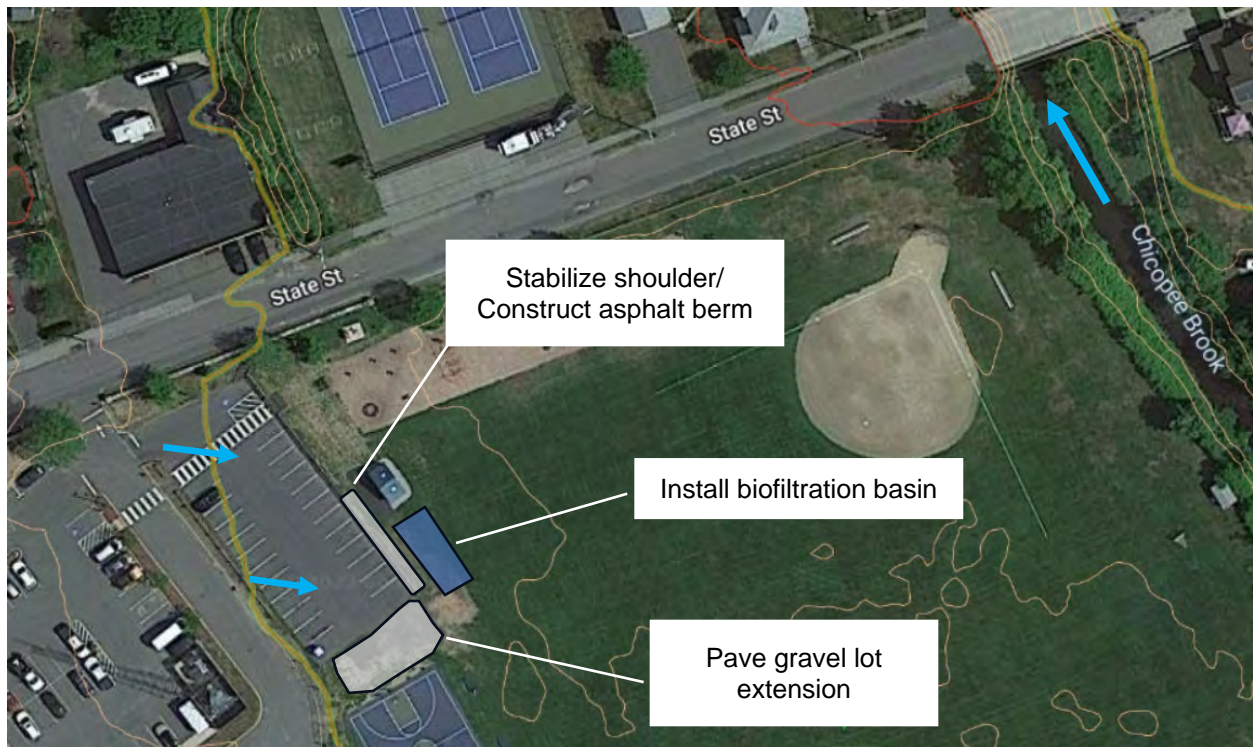 State St
State St
Stabilize shoulder/
Construct asphalt berm
Chicopee Brook
Install biofiltration basin
Pave gravel lot
extension